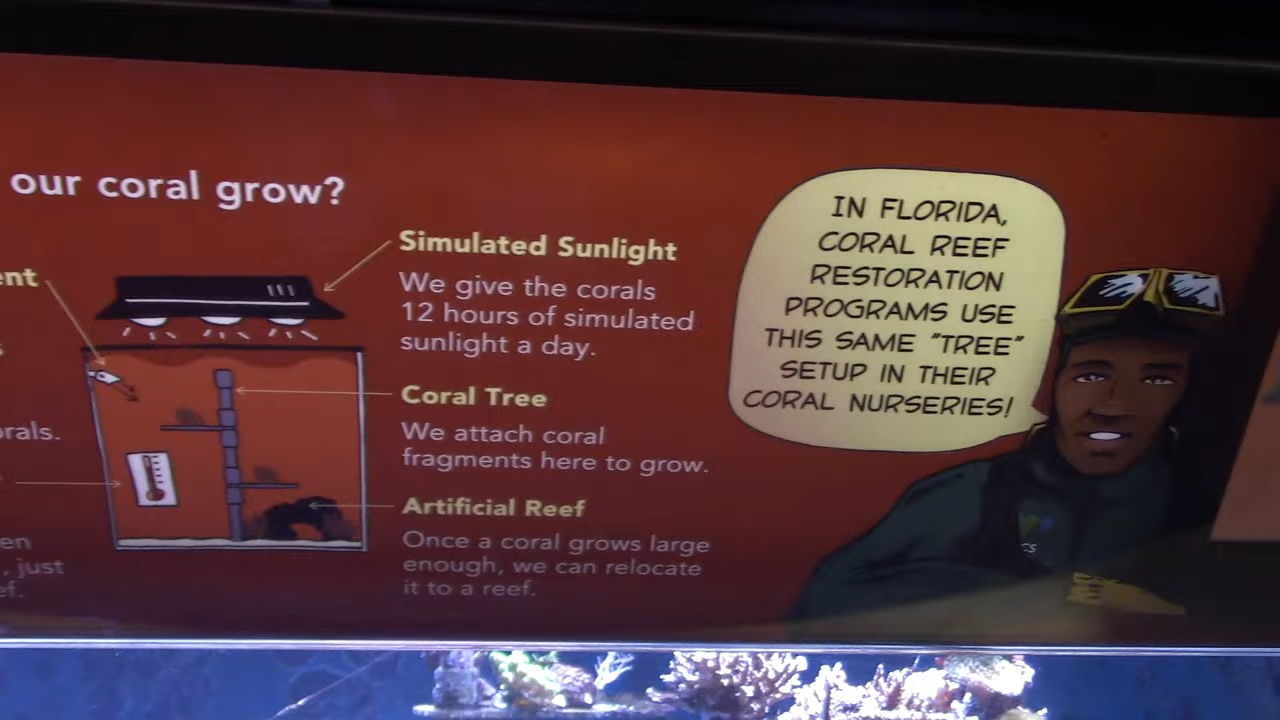 our coral grow?
ent
orals.
en
, just
ef.
Simulated Sunlight
We give the corals
12 hours of simulated
sunlight a day.
Coral Tree
We attach coral
fragments here to grow.
Artificial Reef
Once a coral grows large
enough, we can relocate
it to a reef.
IN FLORIDA,
CORAL REEF
RESTORATION
PROGRAMS USE
THIS SAME "TREE"
SETUP IN THEIR
CORAL NURSERIES!
CS